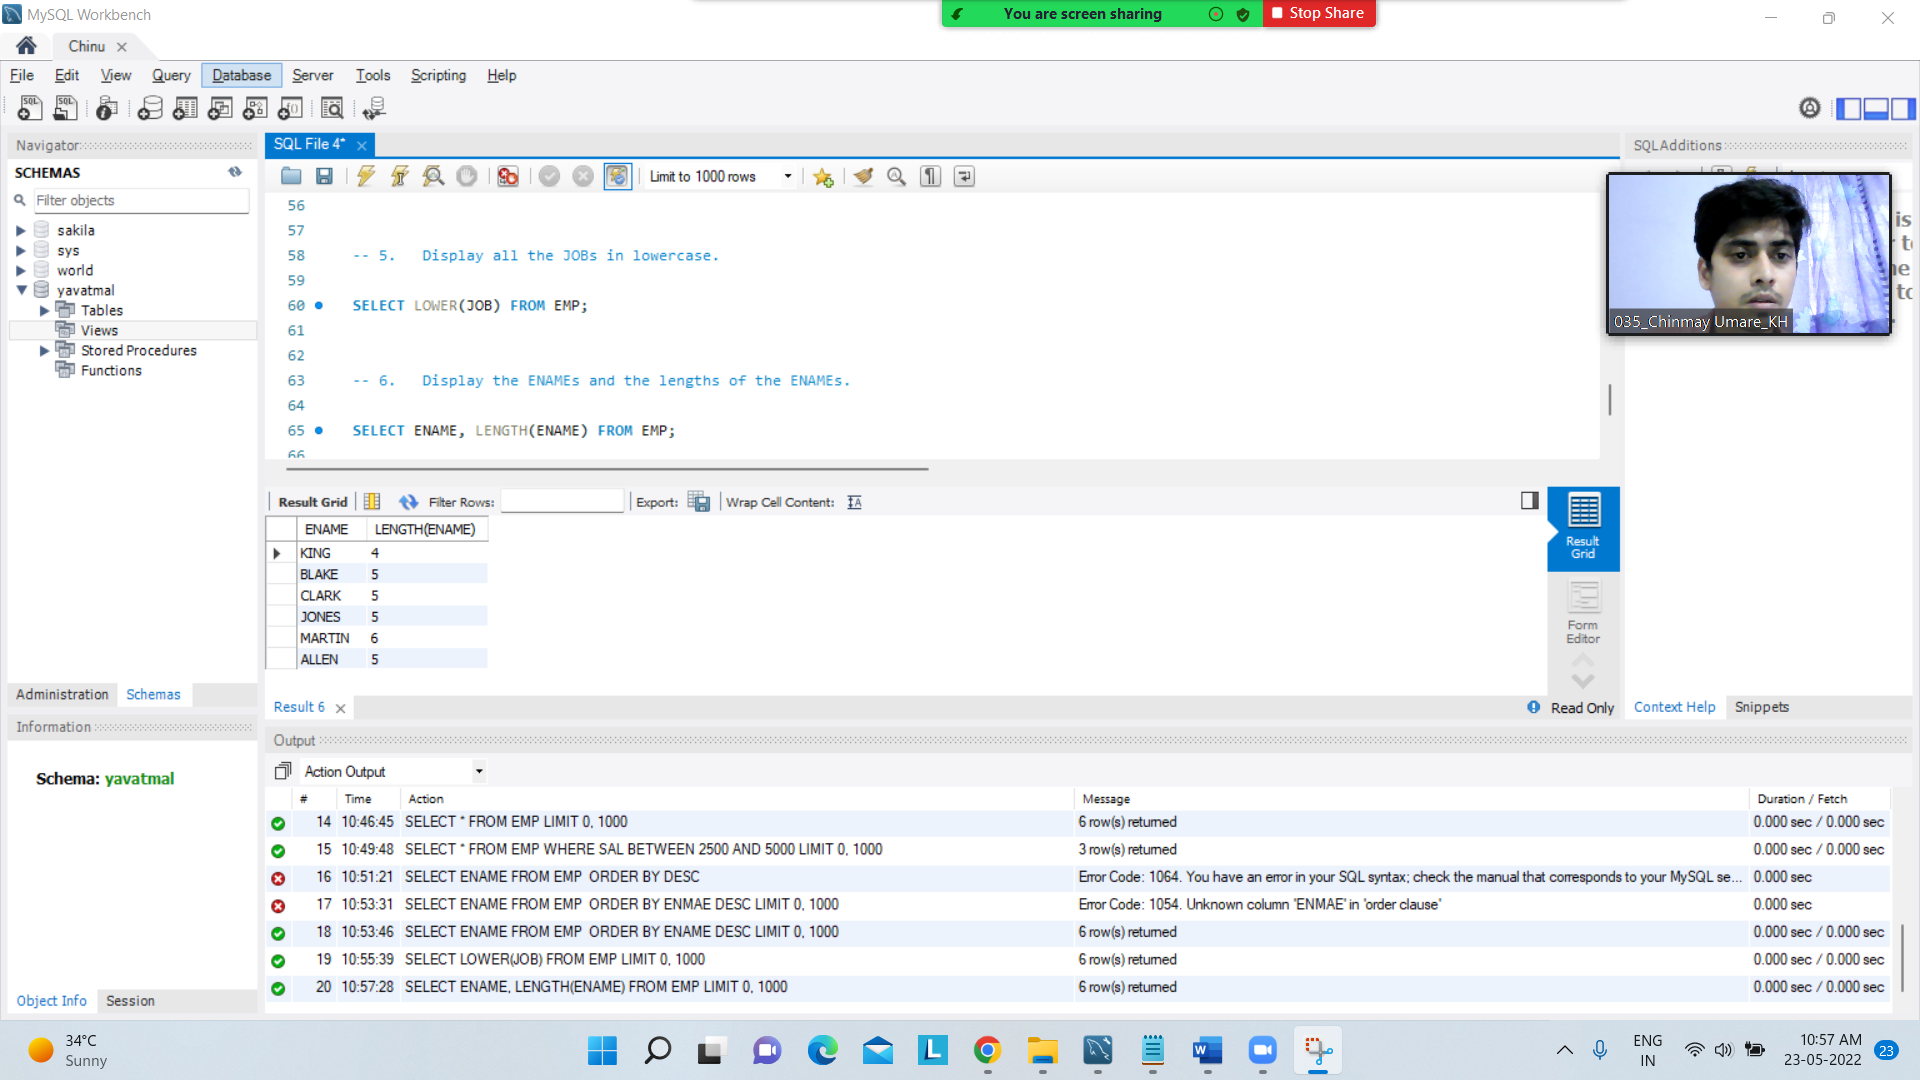 MySQL Workbench
You are screen sharing
Stop Share
Chinu
File Edit View Query Database Server Tools Scripting Help
Navigator
SCHEMAS
Filter objects
sakila
sys
world
yavatmal
Tables
Views
Stored Procedures
Functions
Administration Schemas
Information
Schema: yavatmal
Object Info Session
SQL File 4*
Limit to 1000 rows
56
57
58 -- 5. Display all the JOBs in lowercase.
59
60 SELECT LOWER(JOB) FROM EMP;
61
62
63 -- 6. Display the ENAMEs and the lengths of the ENAMEs.
64
65 SELECT ENAME, LENGTH(ENAME) FROM EMP;
66
Result Grid Filter Rows: Export: Wrap Cell Content:
ENAME LENGTH(ENAME)
KING 4
BLAKE 5
CLARK 5
JONES 5
MARTIN 6
ALLEN 5
Result Grid
Form Editor
Result 6
Read Only
SQLAdditions
035_Chinmay Umare_KH
Context Help Snippets
Output
Action Output
# Time Action Message Duration / Fetch
14 10:46:45 SELECT * FROM EMP LIMIT 0, 1000 6 row(s) returned 0.000 sec / 0.000 sec
15 10:49:48 SELECT * FROM EMP WHERE SAL BETWEEN 2500 AND 5000 LIMIT 0, 1000 3 row(s) returned 0.000 sec / 0.000 sec
16 10:51:21 SELECT ENAME FROM EMP  ORDER BY DESC Error Code: 1064. You have an error in your SQL syntax; check the manual that corresponds to your MySQL se... 0.000 sec
17 10:53:31 SELECT ENAME FROM EMP  ORDER BY ENMAE DESC LIMIT 0, 1000 Error Code: 1054. Unknown column 'ENMAE' in 'order clause' 0.000 sec
18 10:53:46 SELECT ENAME FROM EMP  ORDER BY ENAME DESC LIMIT 0, 1000 6 row(s) returned 0.000 sec / 0.000 sec
19 10:55:39 SELECT LOWER(JOB) FROM EMP LIMIT 0, 1000 6 row(s) returned 0.000 sec / 0.000 sec
20 10:57:28 SELECT ENAME, LENGTH(ENAME) FROM EMP LIMIT 0, 1000 6 row(s) returned 0.000 sec / 0.000 sec
34°C
Sunny
ENG
IN
10:57 AM
23-05-2022
23